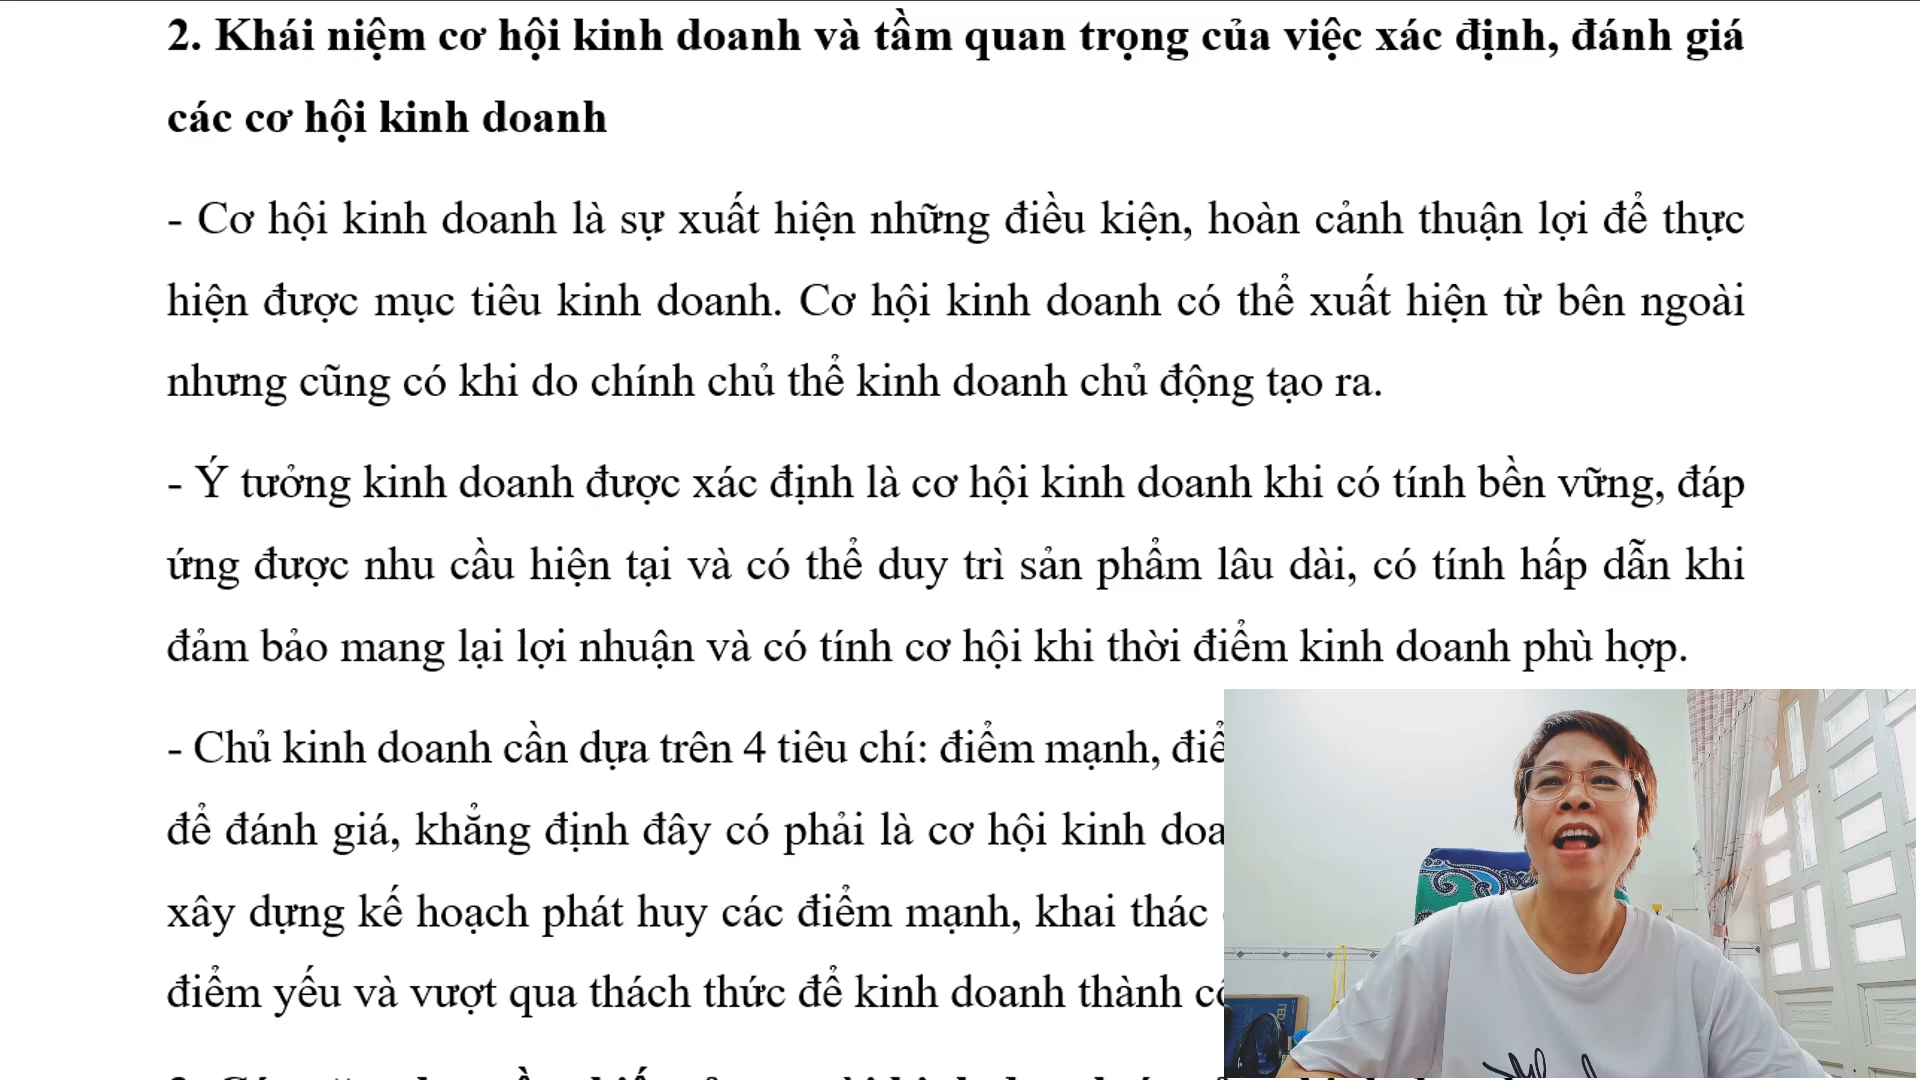 2. Khái niệm cơ hội kinh doanh và tầm quan trọng của việc xác định, đánh giá
các cơ hội kinh doanh
- Cơ hội kinh doanh là sự xuất hiện những điều kiện, hoàn cảnh thuận lợi để thực
hiện được mục tiêu kinh doanh. Cơ hội kinh doanh có thể xuất hiện từ bên ngoài
nhưng cũng có khi do chính chủ thể kinh doanh chủ động tạo ra.
- Ý tưởng kinh doanh được xác định là cơ hội kinh doanh khi có tính bền vững, đáp
ứng được nhu cầu hiện tại và có thể duy trì sản phẩm lâu dài, có tính hấp dẫn khi
đảm bảo mang lại lợi nhuận và có tính cơ hội khi thời điểm kinh doanh phù hợp.
- Chủ kinh doanh cần dựa trên 4 tiêu chí: điểm mạnh,
để đánh giá, khẳng định đây có phải là cơ hội kinh
xây dựng kế hoạch phát huy các điểm mạnh, khai thác
điểm yếu và vượt qua thách thức để kinh doanh thành